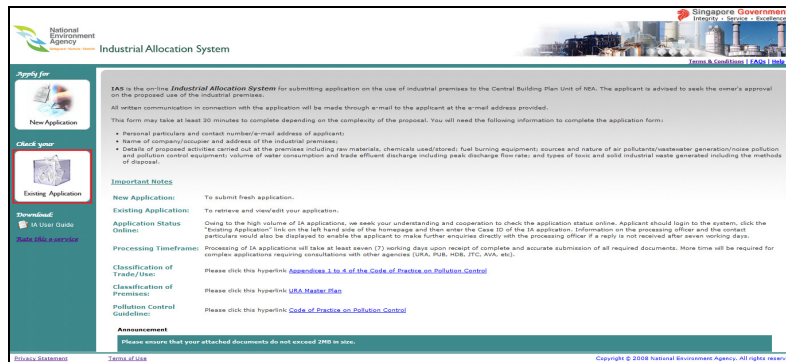 Singapore Governmen
Integrity · Service · Excellence
National
Environment
Agency
Industrial Allocation System
Terms & Conditions | FAQs | Help
Apply for
New Application
Check your
Existing Application
Download:
IA User Guide
Rate this e-service
IAS is the on-line Industrial Allocation System for submitting application on the use of industrial premises to the Central Building Plan Unit of NEA. The applicant is advised to seek the owner's approval
on the proposed use of the industrial premises.
All written communication in connection with the application will be made through e-mail to the applicant at the e-mail address provided.
This form may take at least 30 minutes to complete depending on the complexity of the proposal. You will need the following information to complete the application form:
• Personal particulars and contact number/e-mail address of applicant;
• Name of company/occupier and address of the industrial premises;
• Details of proposed activities carried out at the premises including raw materials, chemicals used/stored; fuel burning equipment; sources and nature of air pollutants/wastewater generation/noise pollution
and pollution control equipment; volume of water consumption and trade effluent discharge including peak discharge flow rate; and types of toxic and solid industrial waste generated including the methods
of disposal.
Important Notes
New Application: To submit fresh application.
Existing Application: To retrieve and view/edit your application.
Application Status Online: Owing to the high volume of IA applications, we seek your understanding and cooperation to check the application status online. Applicant should login to the system, click the
"Existing Application" link on the left hand side of the homepage and then enter the Case ID of the IA application. Information on the processing officer and the contact
particulars would also be displayed to enable the applicant to make further enquiries directly with the processing officer if a reply is not received after seven working days.
Processing Timeframe: Processing of IA applications will take at least seven (7) working days upon receipt of complete and accurate submission of all required documents. More time will be required for
complex applications requiring consultations with other agencies (URA, PUB, HDB, JTC, AVA, etc).
Classification of Trade/Use: Please click this hyperlink Appendices 1 to 4 of the Code of Practice on Pollution Control
Classification of Premises: Please click this hyperlink URA Master Plan
Pollution Control Guideline: Please click this hyperlink Code of Practice on Pollution Control
Announcement
Please ensure that your attached documents do not exceed 2MB in size.
Privacy Statement Terms of Use Copyright © 2008 National Environment Agency. All rights reserv